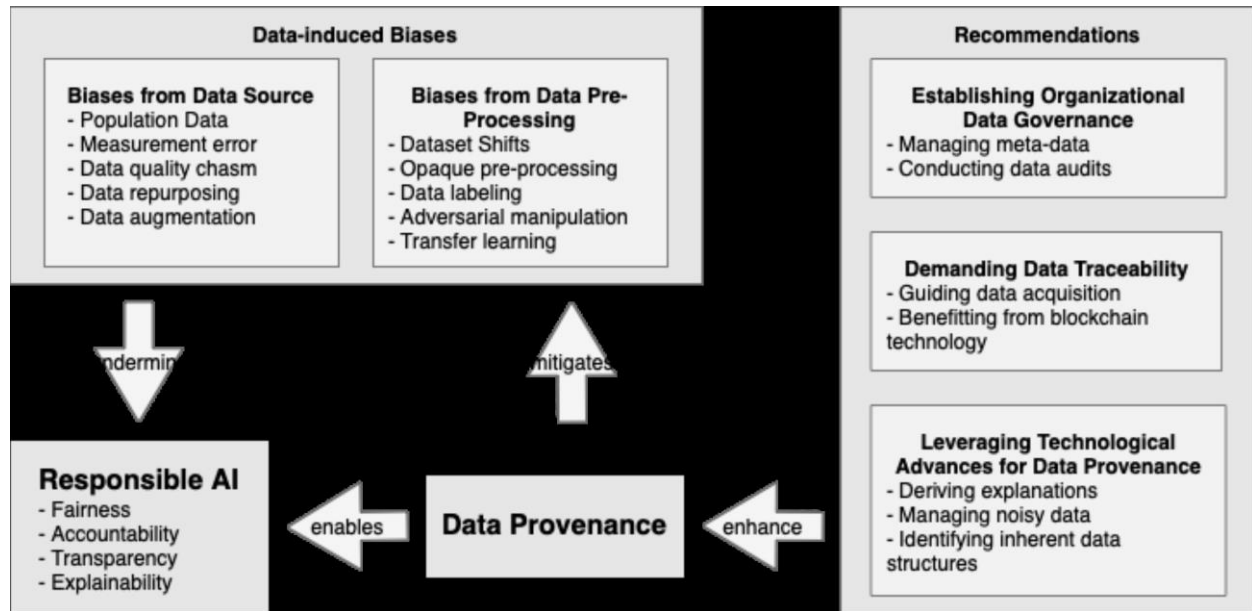 Data-induced Biases
Biases from Data Source
- Population Data
- Measurement error
- Data quality chasm
- Data repurposing
- Data augmentation
Biases from Data Pre-
Processing
- Dataset Shifts
- Opaque pre-processing
- Data labeling
- Adversarial manipulation
- Transfer learning
Recommendations
Establishing Organizational
Data Governance
- Managing meta-data
- Conducting data audits
Demanding Data Traceability
- Guiding data acquisition
- Benefitting from blockchain
technology
Leveraging Technological
Advances for Data Provenance
- Deriving explanations
- Managing noisy data
- Identifying inherent data
structures
ndermin
mitigates
Responsible AI
- Fairness
- Accountability
- Transparency
- Explainability
enables
Data Provenance
enhance